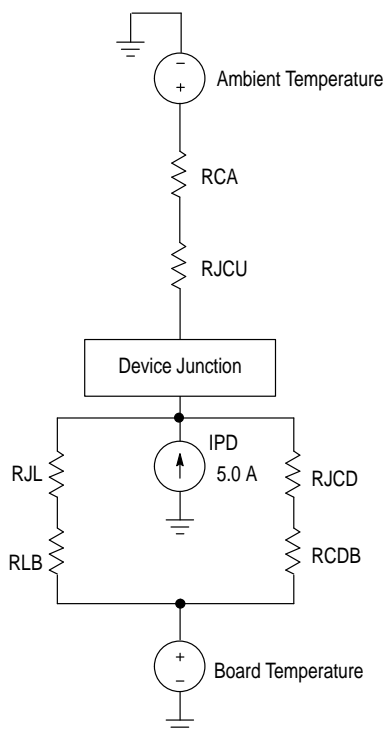 −
+
Ambient Temperature
RCA
RJCU
Device Junction
IPD
5.0 A
RJL
RJCD
RLB
RCDB
+
−
Board Temperature